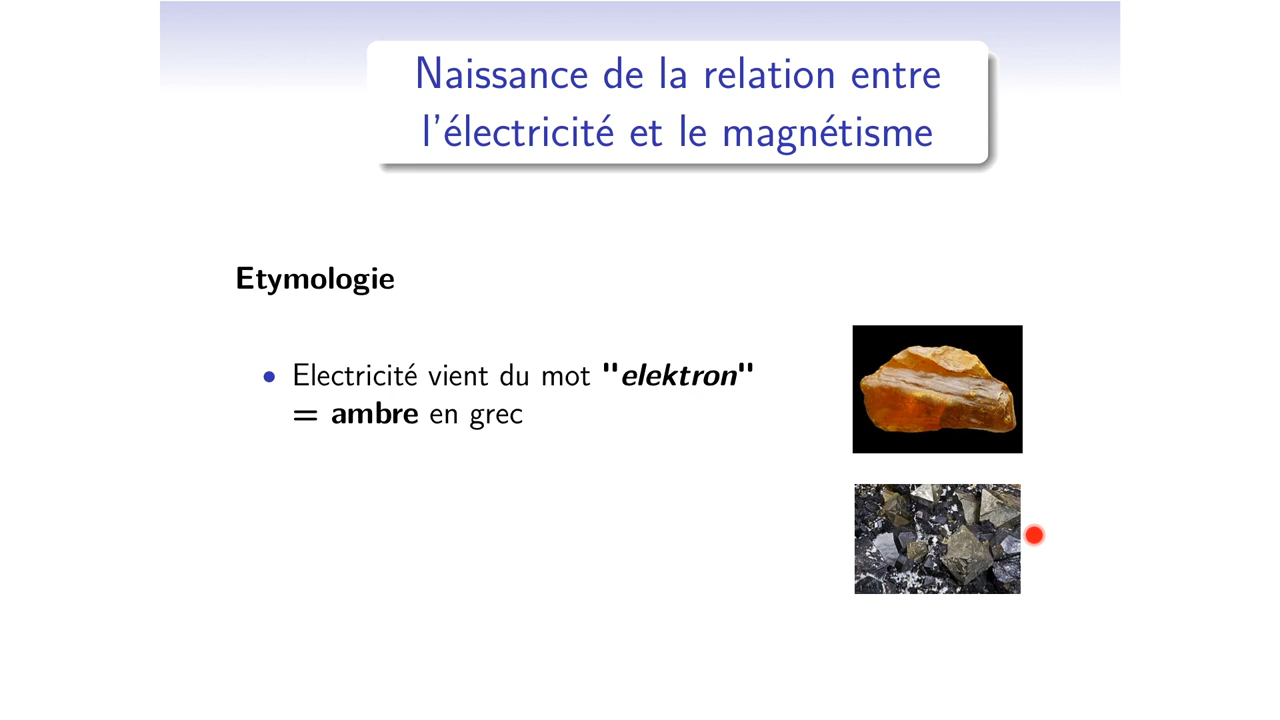 Naissance de la relation entre
l'électricité et le magnétisme
Etymologie
• Electricité vient du mot "elektron"
= ambre en grec